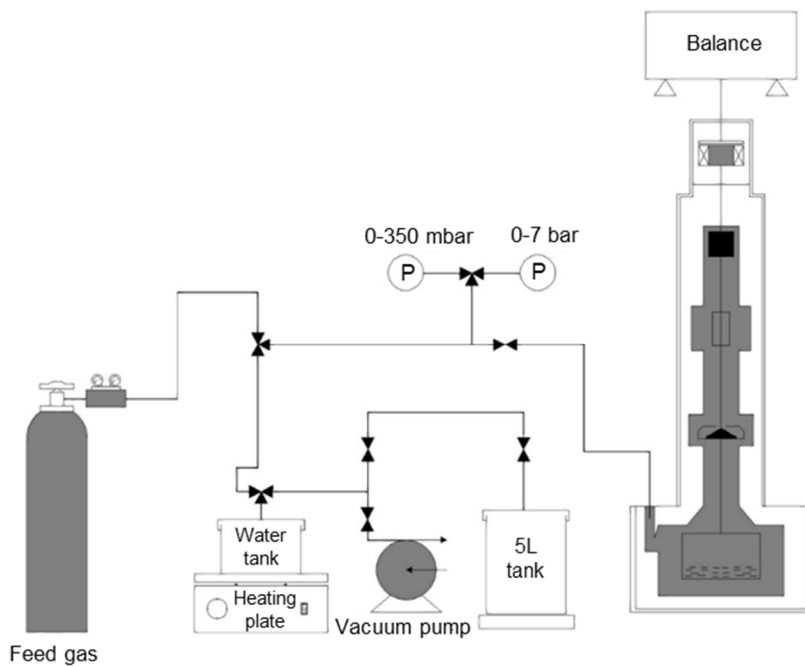 Balance
0-350 mbar
0-7 bar
P
P
Water
tank
5L
tank
Heating
plate
Vacuum pump
Feed gas